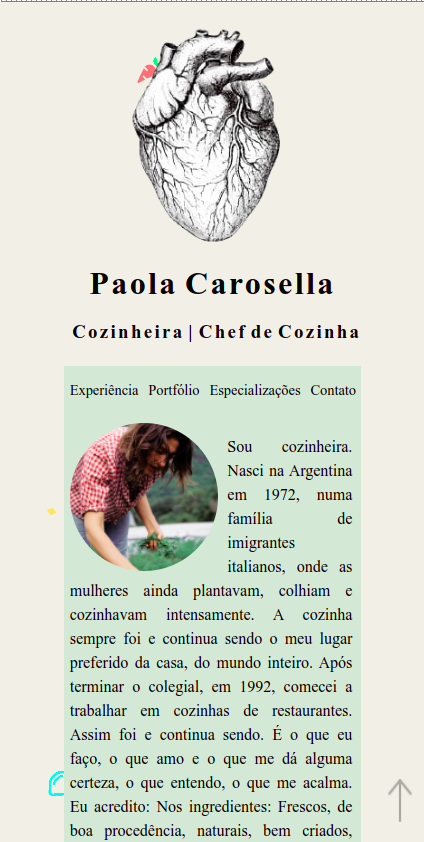 Paola Carosella
Cozinheira | Chef de Cozinha
Experiência Portfólio Especializações Contato
Sou cozinheira.
Nasci na Argentina
em 1972, numa
família de
imigrantes
italianos, onde as
mulheres ainda plantavam, colhiam e
cozinhavam intensamente. A cozinha
sempre foi e continua sendo o meu lugar
preferido da casa, do mundo inteiro. Após
terminar o colegial, em 1992, comecei a
trabalhar em cozinhas de restaurantes.
Assim foi e continua sendo. É o que eu
faço, o que amo e o que me dá alguma
certeza, o que entendo, o que me acalma.
Eu acredito: Nos ingredientes: Frescos, de
boa procedência, naturais, bem criados,